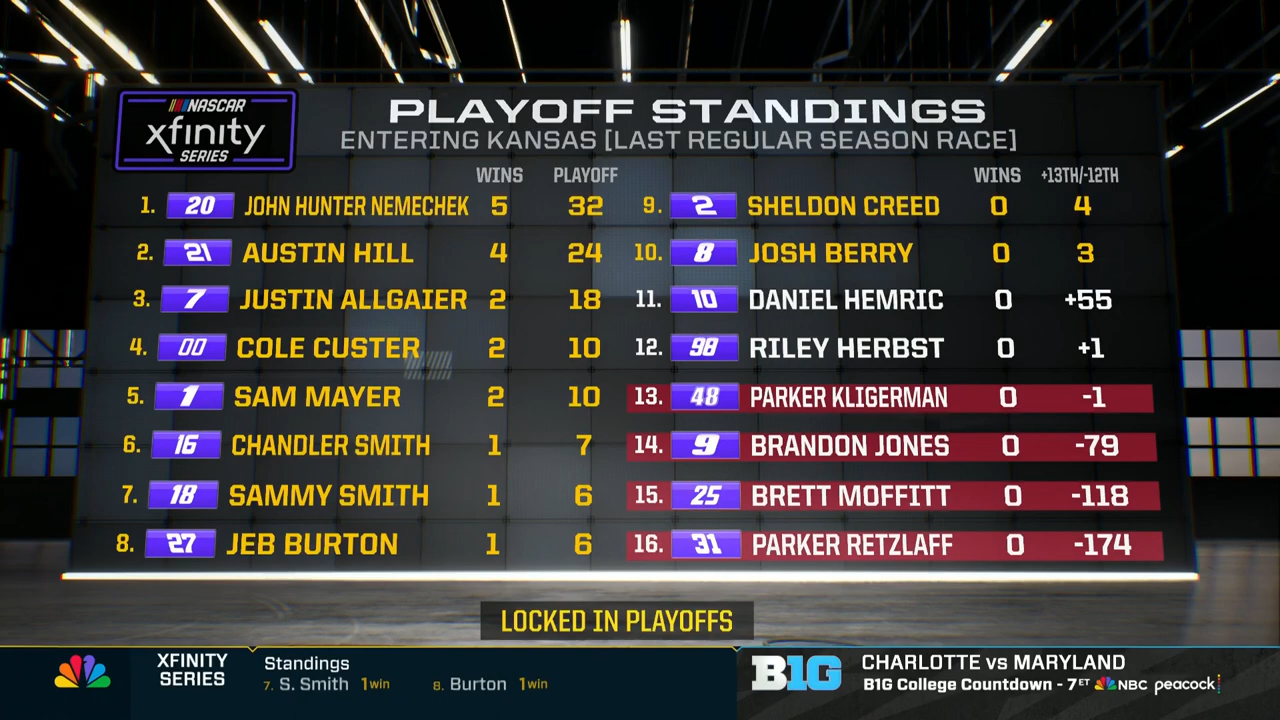 NASCAR
xfinity
SERIES
PLAYOFF STANDINGS
ENTERING KANSAS [LAST REGULAR SEASON RACE]
WINS PLAYOFF
1. 20 JOHN HUNTER NEMECHEK 5 32
2. 21 AUSTIN HILL 4 24
3. 7 JUSTIN ALLGAIER 2 18
4. 00 COLE CUSTER 2 10
5. 1 SAM MAYER 2 10
6. 16 CHANDLER SMITH 1 7
7. 18 SAMMY SMITH 1 6
8. 27 JEB BURTON 1 6
WINS +13TH/-12TH
9. 2 SHELDON CREED 0 4
10. 8 JOSH BERRY 0 3
11. 10 DANIEL HEMRIC 0 +55
12. 98 RILEY HERBST 0 +1
13. 48 PARKER KLIGERMAN 0 -1
14. 9 BRANDON JONES 0 -79
15. 25 BRETT MOFFITT 0 -118
16. 31 PARKER RETZLAFF 0 -174
LOCKED IN PLAYOFFS
XFINITY
SERIES
Standings
7. S. Smith 1 win 8. Burton 1 win
B1G
CHARLOTTE vs MARYLAND
B1G College Countdown - 7 ET NBC peacock